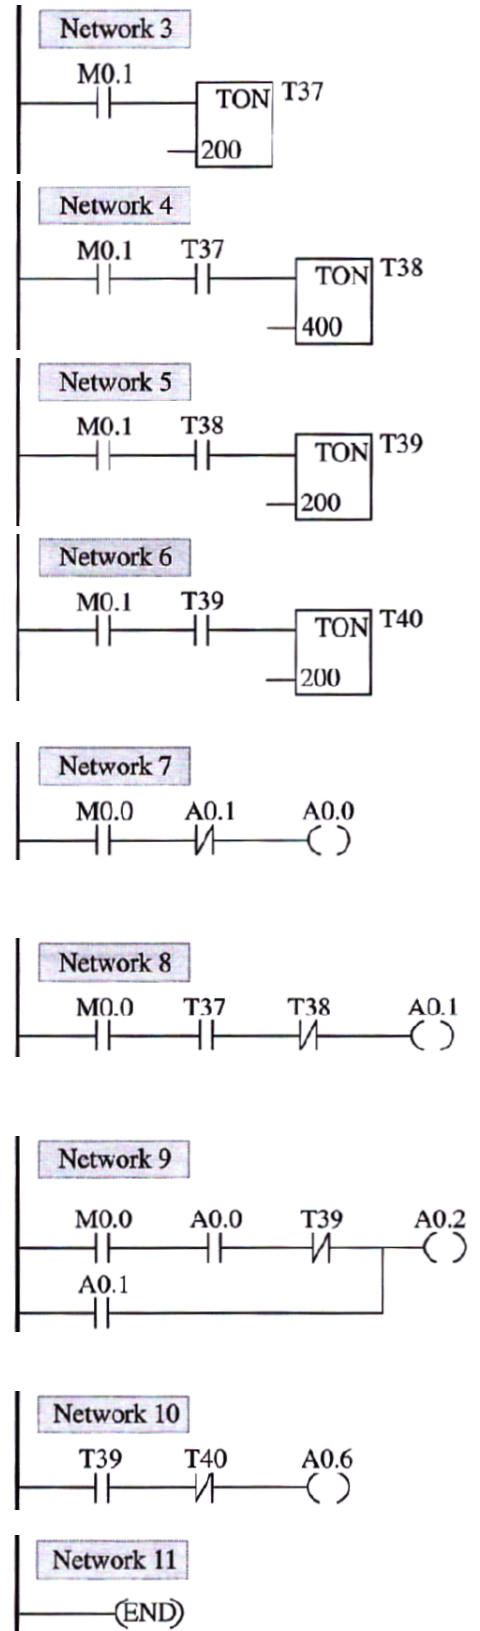 Network 3
M0.1
TON T37
200
Network 4
M0.1 T37
TON T38
400
Network 5
M0.1 T38
TON T39
200
Network 6
M0.1 T39
TON T40
200
Network 7
M0.0 A0.1 A0.0
Network 8
M0.0 T37 T38 A0.1
Network 9
M0.0 A0.0 T39 A0.2
A0.1
Network 10
T39 T40 A0.6
Network 11
(END)